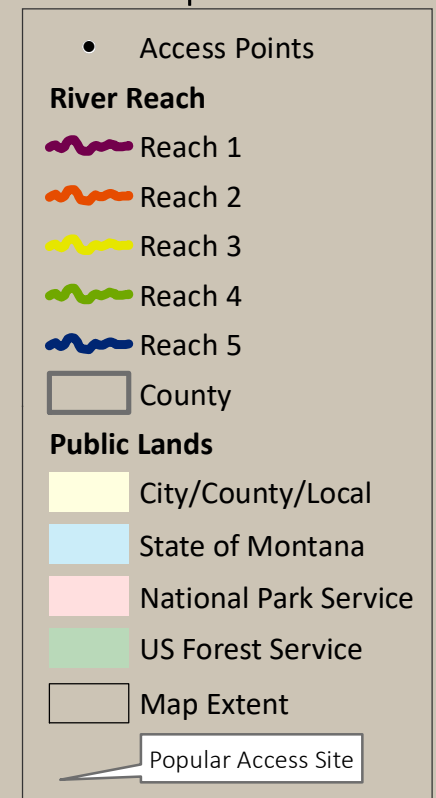 Access Points
River Reach
Reach 1
Reach 2
Reach 3
Reach 4
Reach 5
County
Public Lands
City/County/Local
State of Montana
National Park Service
US Forest Service
Map Extent
Popular Access Site